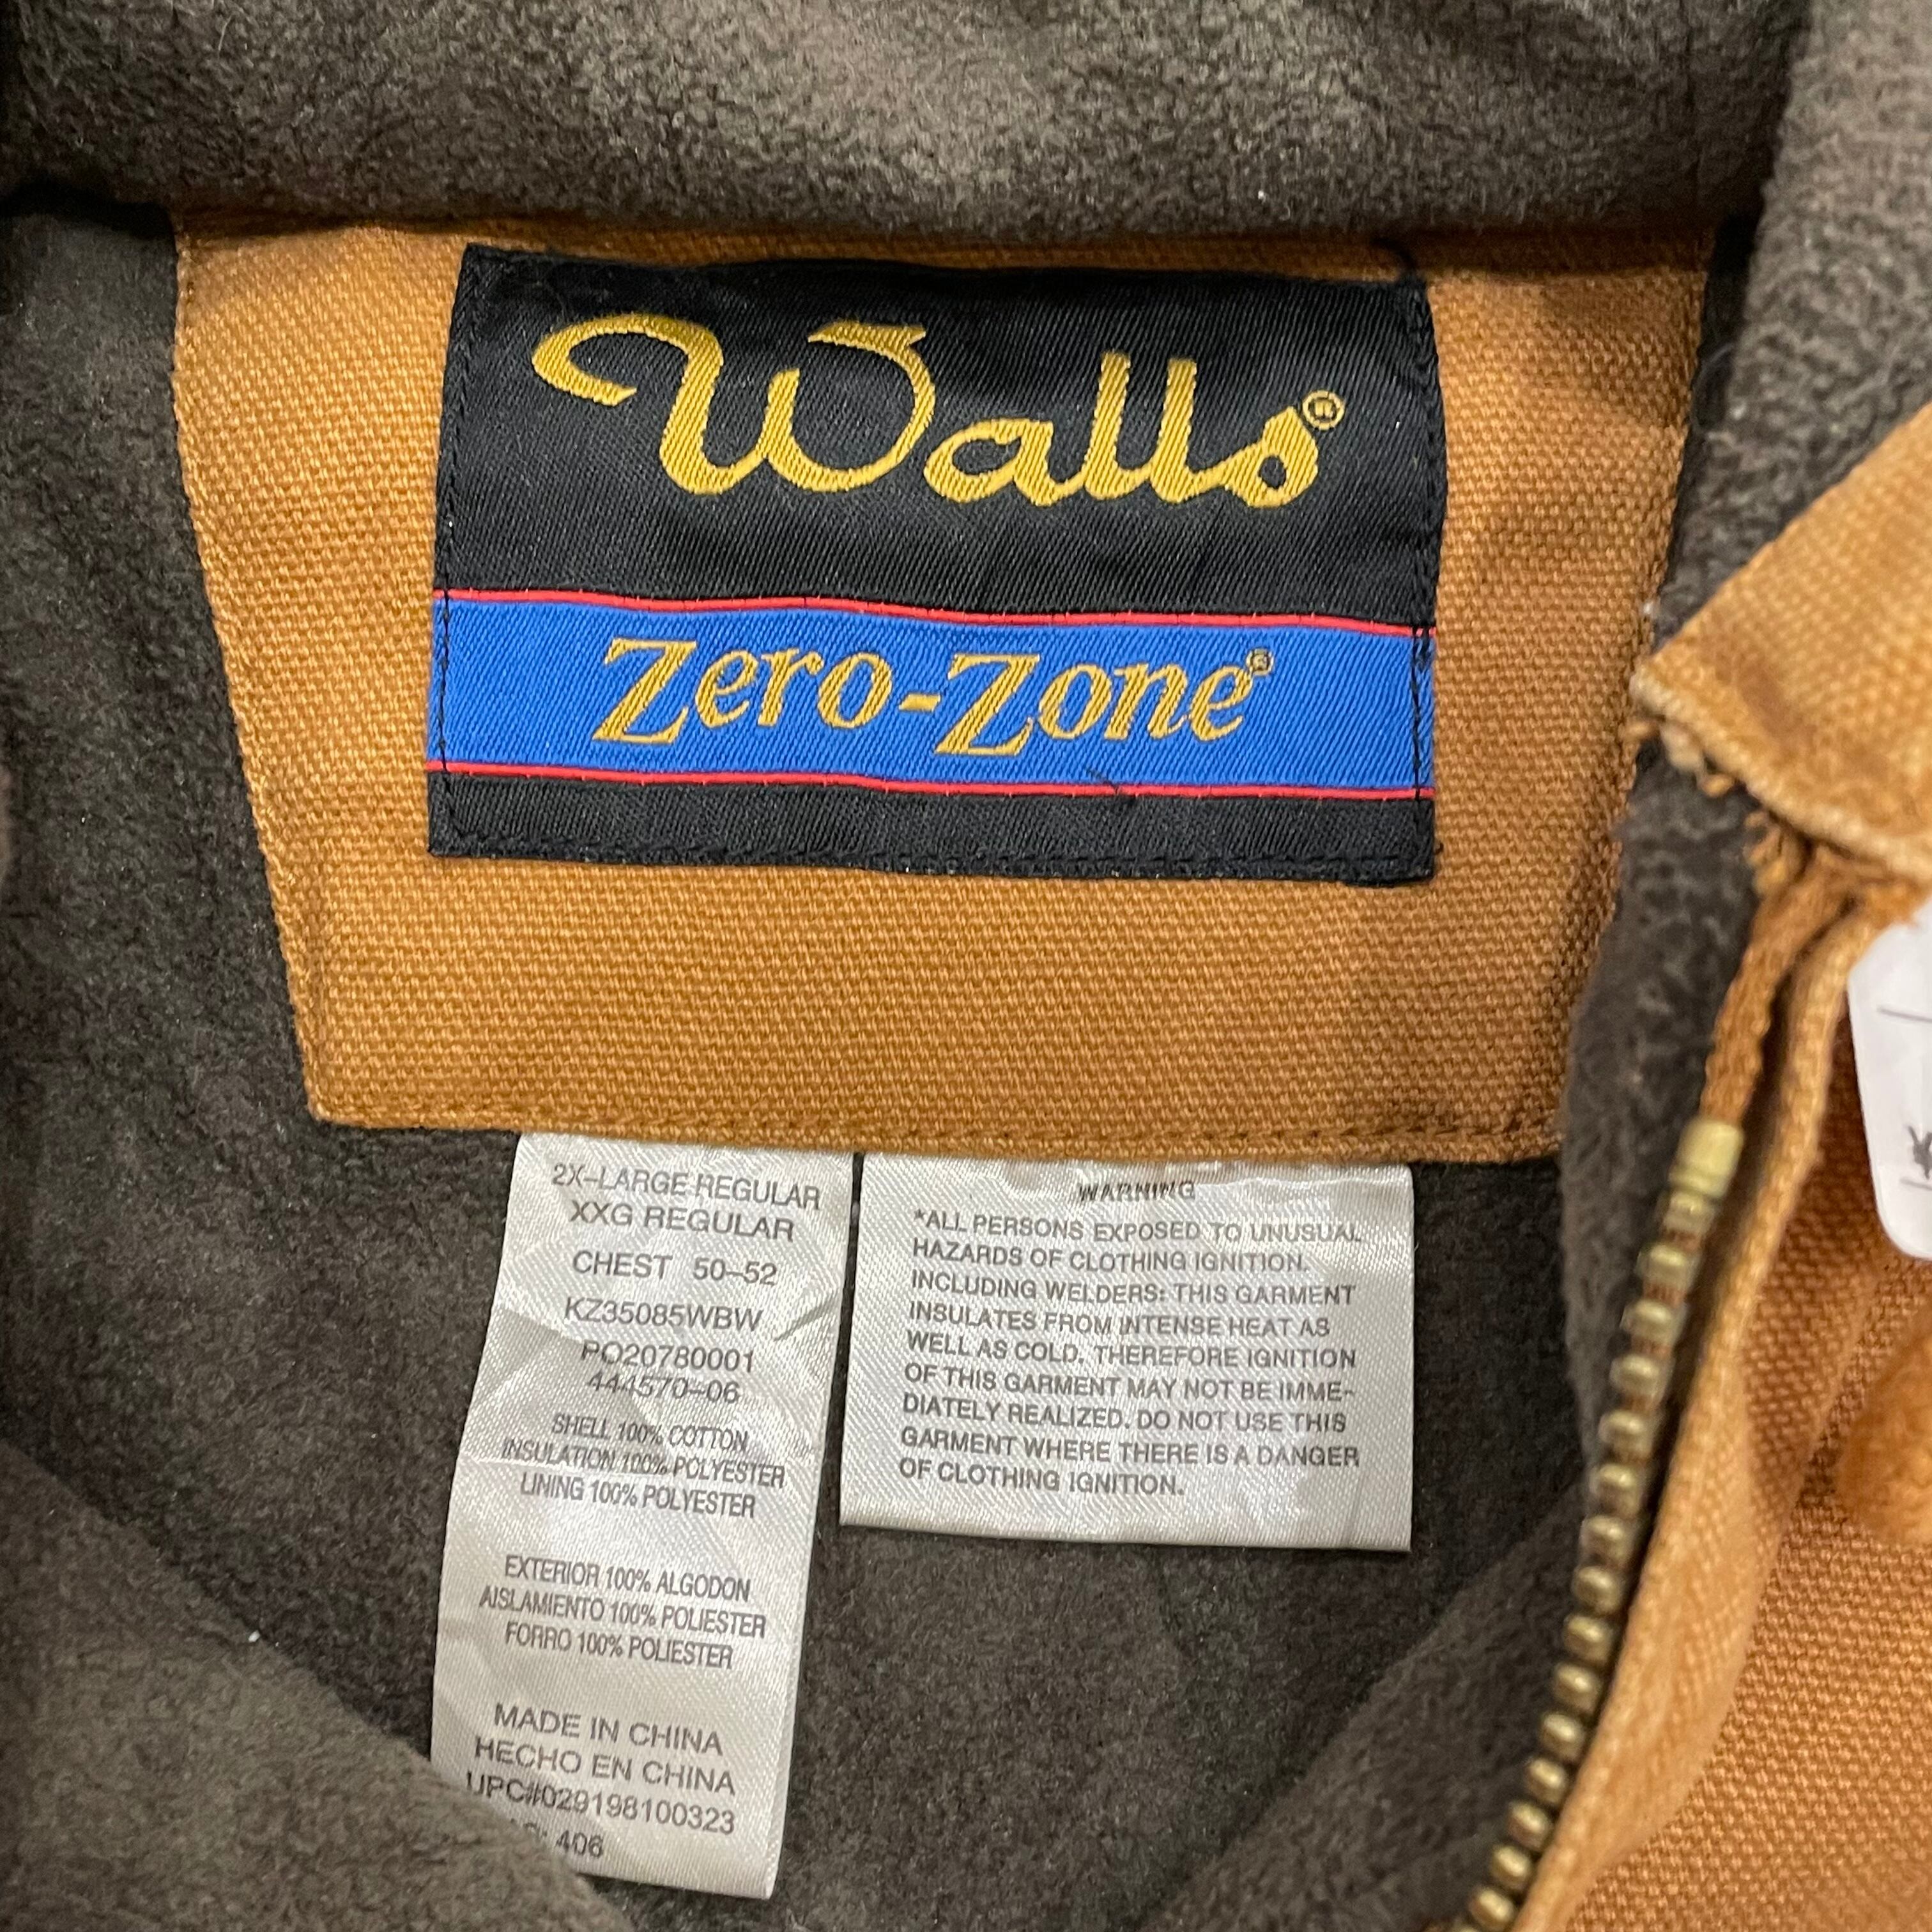 Walls®
Zero-Zone®
2X-LARGE REGULAR
XXG REGULAR
CHEST 50-52
KZ35085WBW
PO20780001
444570-06
SHELL 100% COTTON
INSULATION 100% POLYESTER
LINING 100% POLYESTER
EXTERIOR 100% ALGODON
AISLAMIENTO 100% POLIESTER
FORRO 100% POLIESTER
MADE IN CHINA
HECHO EN CHINA
UPC#029198100323
406
WARNING
*ALL PERSONS EXPOSED TO UNUSUAL
HAZARDS OF CLOTHING IGNITION.
INCLUDING WELDERS: THIS GARMENT
INSULATES FROM INTENSE HEAT AS
WELL AS COLD. THEREFORE IGNITION
OF THIS GARMENT MAY NOT BE IMME-
DIATELY REALIZED. DO NOT USE THIS
GARMENT WHERE THERE IS A DANGER
OF CLOTHING IGNITION.